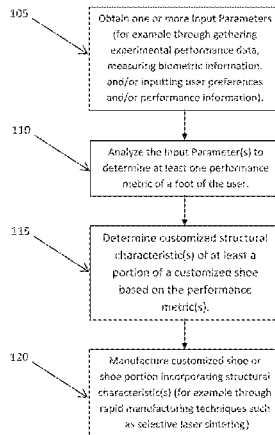 105
Obtain one or more Input Parameters
(for example through gathering
experimental performance data,
measuring biometric information,
and/or inputting user preferences
and/or performance information).
110
Analyze the Input Parameter(s) to
determine at least one performance
metric of a foot of the user.
115
Determine customized structural
characteristic(s) of at least a
portion of a customized shoe
based on the performance
metric(s).
120
Manufacture customized shoe or
shoe portion incorporating structural
characteristic(s) (for example through
rapid manufacturing techniques such
as selective laser sintering)